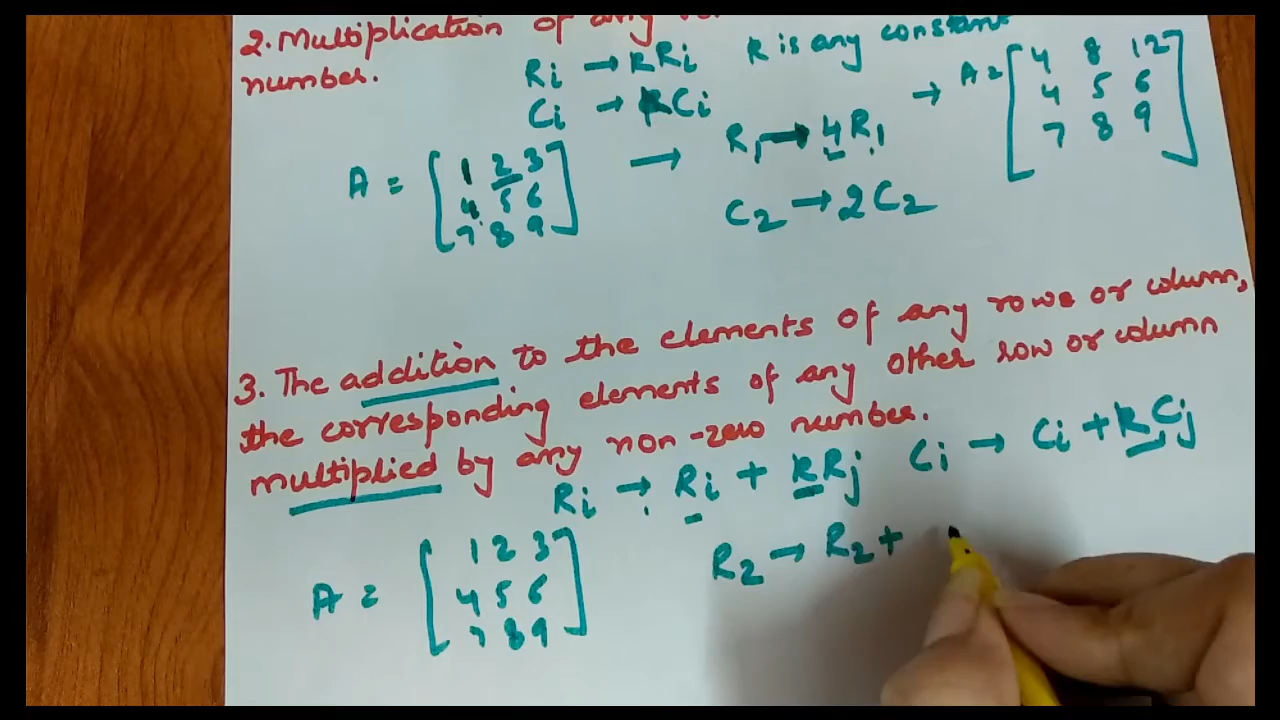 2. Multiplication of any
number.
Ri → kRi k is any constant
Ci → kCi
A = [ 1 2 3
4 5 6
7 8 9 ]
→ R1 → 4R1
C2 → 2C2
→ A = [ 4 8 12
4 5 6
7 8 9 ]
3. The addition to the elements of any rows or column,
the corresponding elements of any other row or column
multiplied by any non-zero number.
Ri → Ri + kRj Ci → Ci + kCj
A = [ 1 2 3
4 5 6
7 8 9 ]
R2 → R2 +